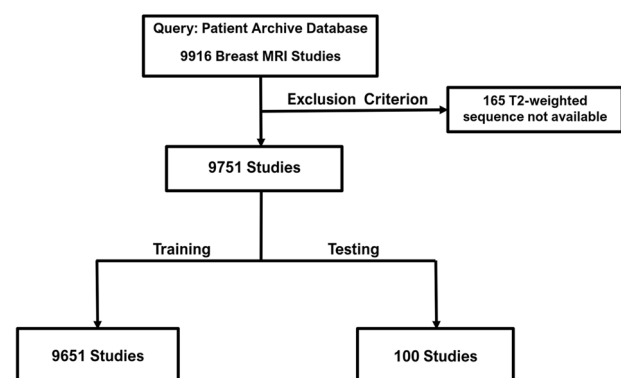 Query: Patient Archive Database
9916 Breast MRI Studies
Exclusion Criterion
165 T2-weighted
sequence not available
9751 Studies
Training
Testing
9651 Studies
100 Studies